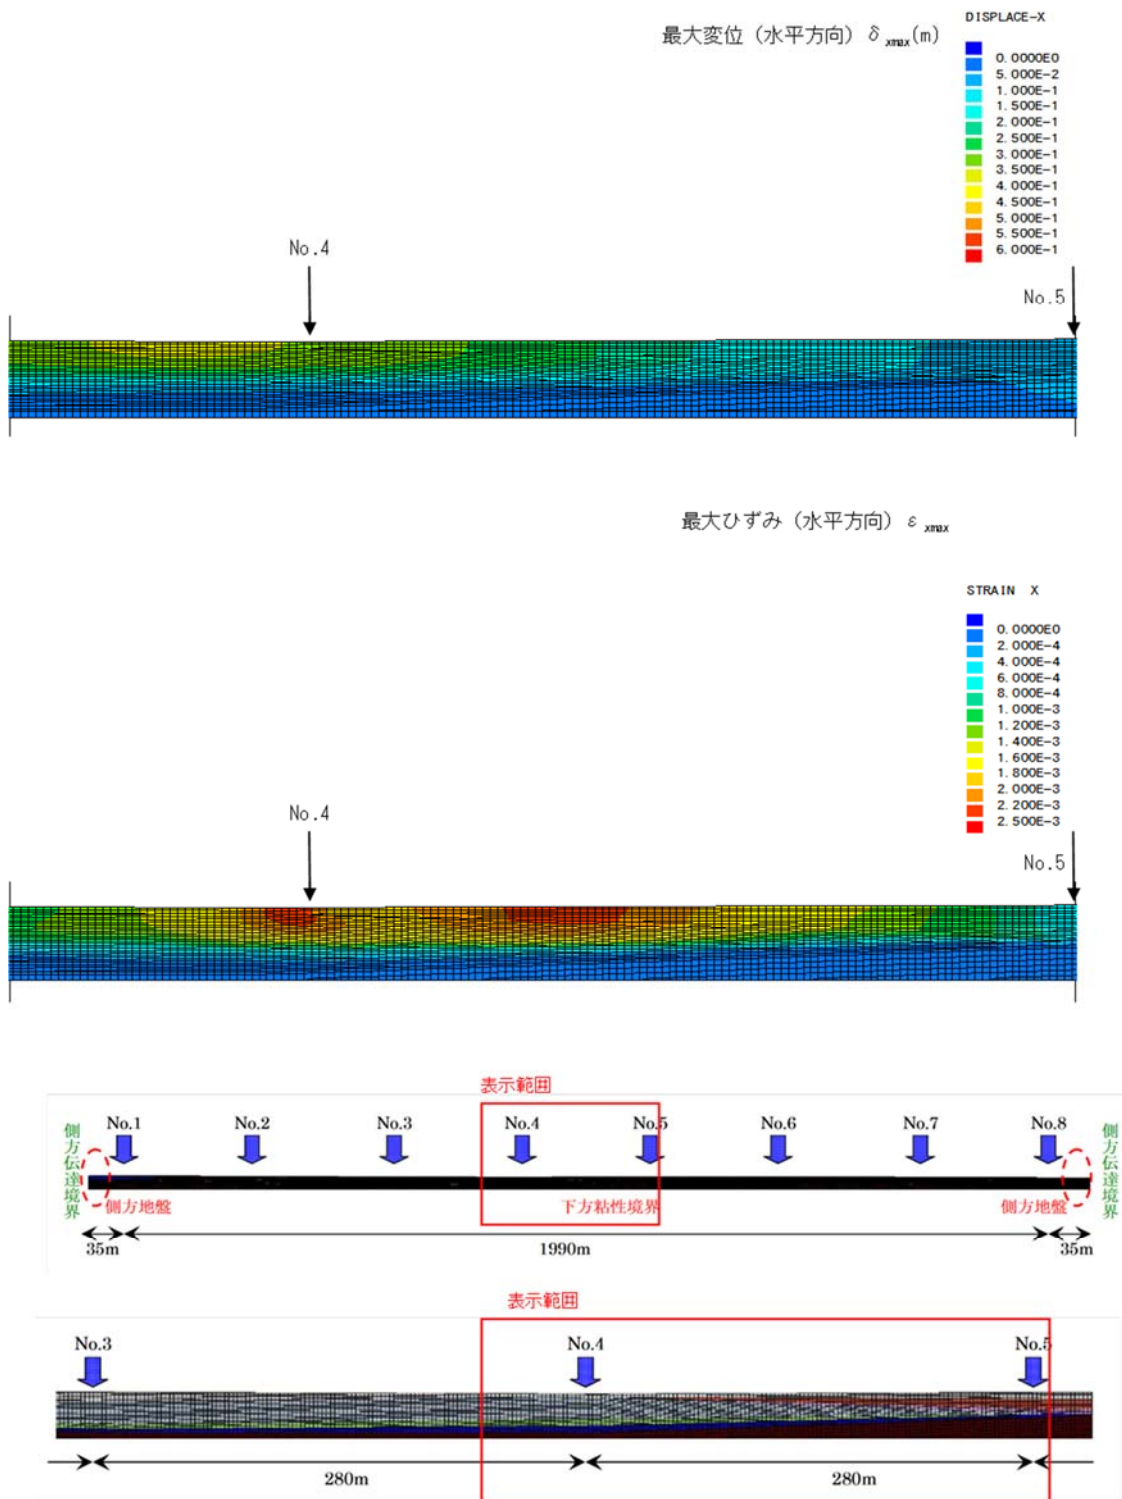 最大変位（水平方向）δxmax(m)
DISPLACE-X
0.0000E0
5.000E-2
1.000E-1
1.500E-1
2.000E-1
2.500E-1
3.000E-1
3.500E-1
4.000E-1
4.500E-1
5.000E-1
5.500E-1
6.000E-1
No.4
No.5
最大ひずみ（水平方向）εxmax
STRAIN X
0.0000E0
2.000E-4
4.000E-4
6.000E-4
8.000E-4
1.000E-3
1.200E-3
1.400E-3
1.600E-3
1.800E-3
2.000E-3
2.200E-3
2.500E-3
No.4
No.5
表示範囲
側方伝達境界
No.1 No.2 No.3 No.4 No.5 No.6 No.7 No.8
側方伝達境界
側方地盤 下方粘性境界 側方地盤
35m 1990m 35m
表示範囲
No.3 No.4 No.5
280m 280m